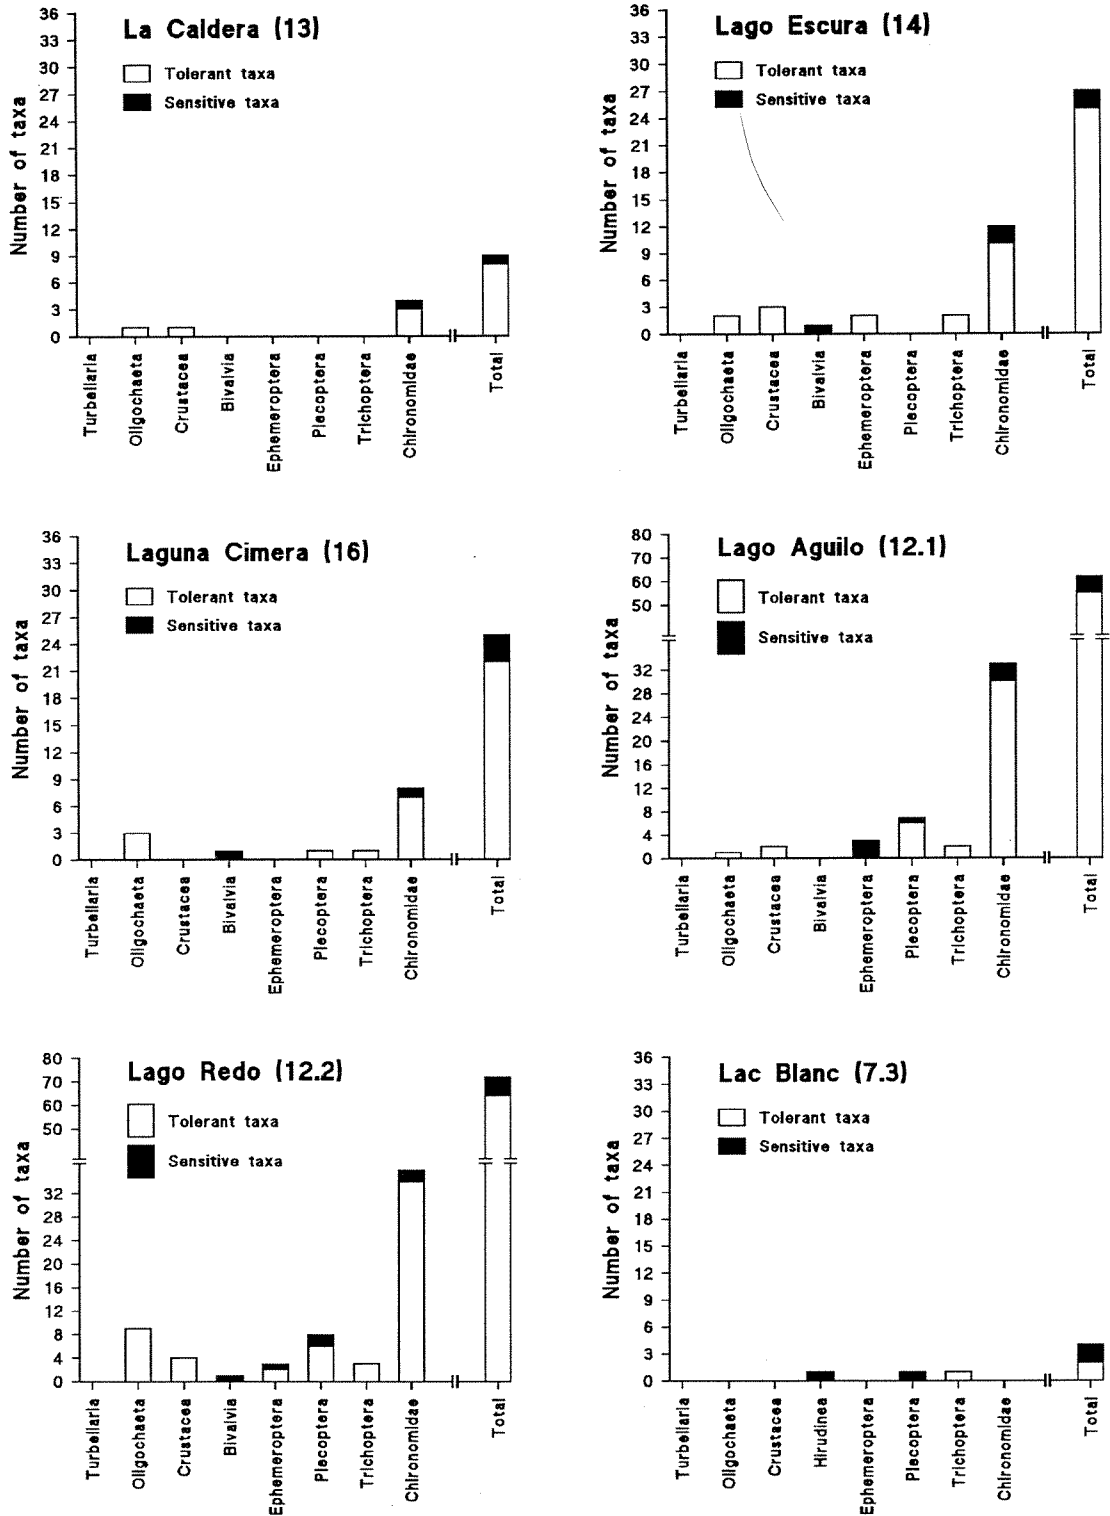 La Caldera (13)
Tolerant taxa
Sensitive taxa
Number of taxa
36
33
30
27
24
21
18
15
12
9
6
3
0
Turbellaria
Oligochaeta
Crustacea
Bivalvia
Ephemeroptera
Plecoptera
Trichoptera
Chironomidae
Total
Lago Escura (14)
Tolerant taxa
Sensitive taxa
Number of taxa
36
33
30
27
24
21
18
15
12
9
6
3
0
Turbellaria
Oligochaeta
Crustacea
Bivalvia
Ephemeroptera
Plecoptera
Trichoptera
Chironomidae
Total
Laguna Cimera (16)
Tolerant taxa
Sensitive taxa
Number of taxa
36
33
30
27
24
21
18
15
12
9
6
3
0
Turbellaria
Oligochaeta
Crustacea
Bivalvia
Ephemeroptera
Plecoptera
Trichoptera
Chironomidae
Total
Lago Aguilo (12.1)
Tolerant taxa
Sensitive taxa
Number of taxa
80
70
60
50
32
28
24
20
16
12
8
4
0
Turbellaria
Oligochaeta
Crustacea
Bivalvia
Ephemeroptera
Plecoptera
Trichoptera
Chironomidae
Total
Lago Redo (12.2)
Tolerant taxa
Sensitive taxa
Number of taxa
80
70
60
50
32
28
24
20
16
12
8
4
0
Turbellaria
Oligochaeta
Crustacea
Bivalvia
Ephemeroptera
Plecoptera
Trichoptera
Chironomidae
Total
Lac Blanc (7.3)
Tolerant taxa
Sensitive taxa
Number of taxa
36
33
30
27
24
21
18
15
12
9
6
3
0
Turbellaria
Oligochaeta
Crustacea
Hirudinea
Ephemeroptera
Plecoptera
Trichoptera
Chironomidae
Total